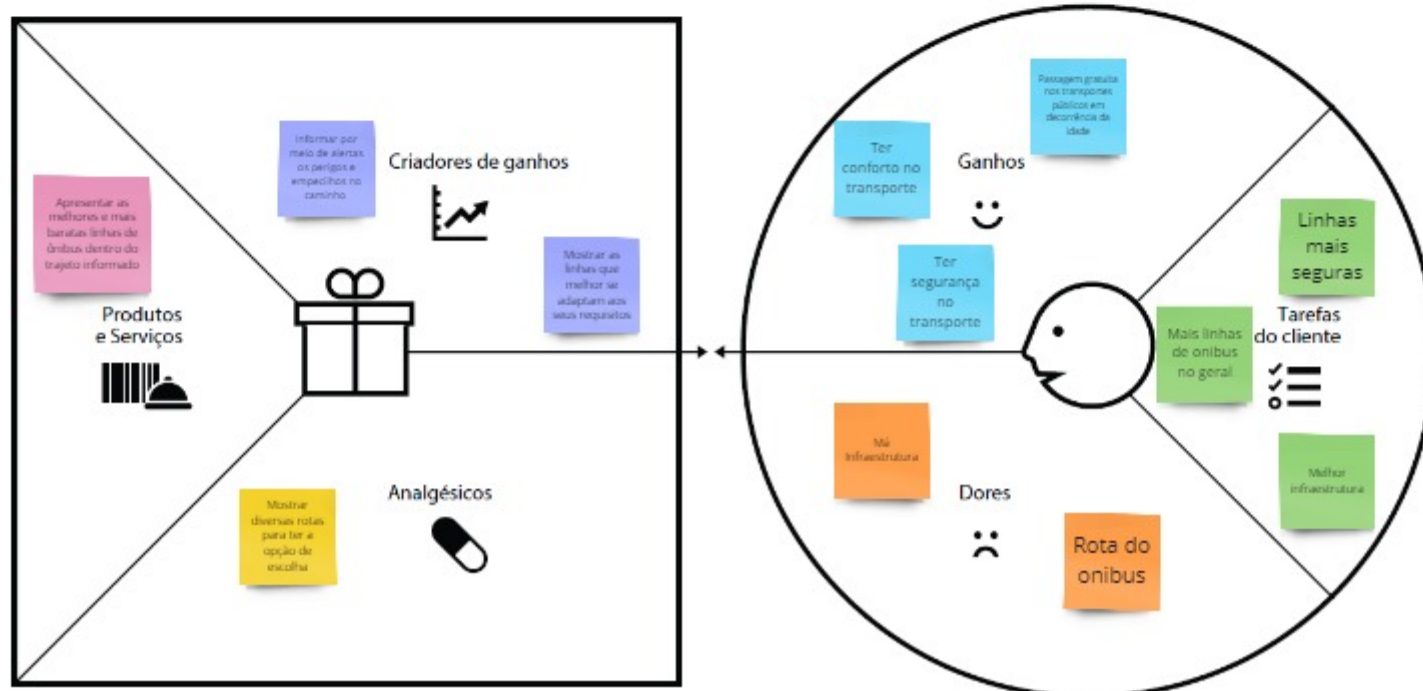 Informar por
meio de alertas
os perigos e
empecilhos no
caminho
Criadores de ganhos
Apresentar as
melhores e mais
baratas linhas de
ônibus dentro do
trajeto informado
Mostrar as
linhas que
melhor se
adaptam aos
seus requisitos
Produtos
e Serviços
Analgésicos
Mostrar
diversas rotas
para ter a
opção de
escolha
Passagem gratuita
nos transportes
públicos em
decorrência da
idade
Ter
conforto no
transporte
Ganhos
Ter
segurança
no
transporte
Linhas
mais
seguras
Tarefas
do cliente
Mais linhas
de onibus
no geral
Má
Infraestrutura
Dores
Rota do
onibus
Melhor
infraestrutura